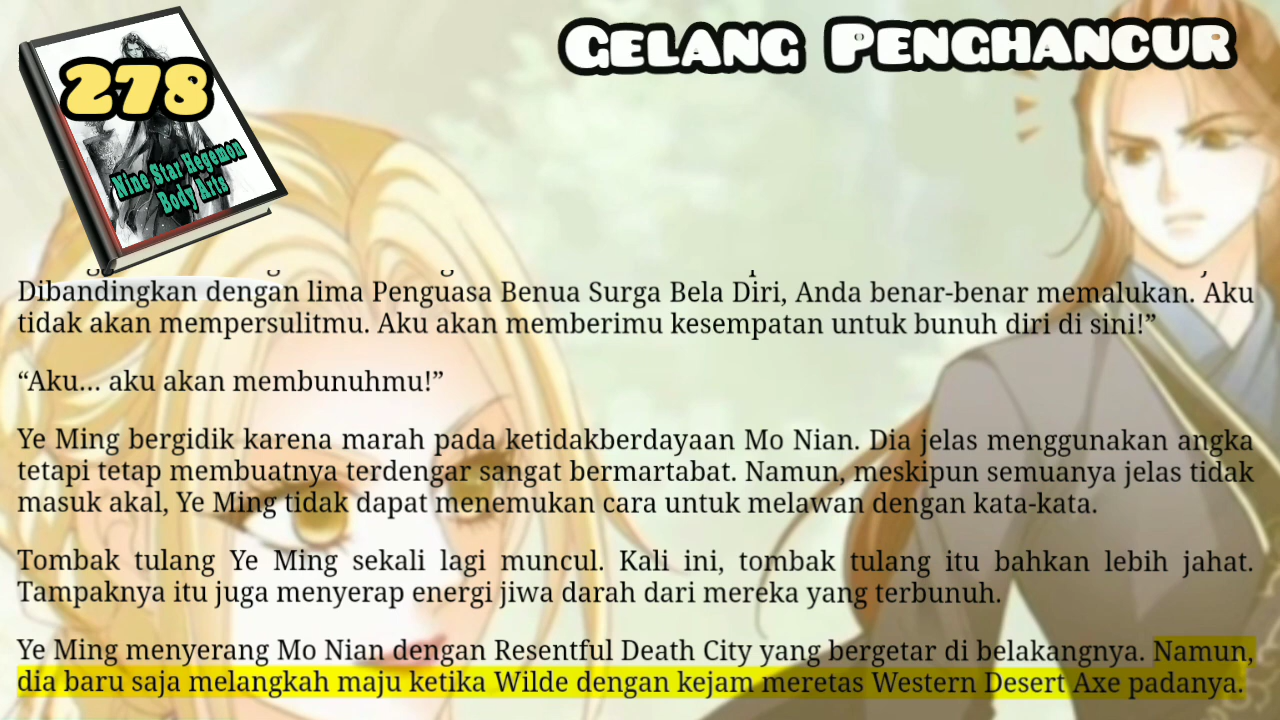 GELANG PENGHANCUR
278
Nine Star Hegemon
Body Arts
Dibandingkan dengan lima Penguasa Benua Surga Bela Diri, Anda benar-benar memalukan. Aku
tidak akan mempersulitmu. Aku akan memberimu kesempatan untuk bunuh diri di sini!”
“Aku... aku akan membunuhmu!”
Ye Ming bergidik karena marah pada ketidakberdayaan Mo Nian. Dia jelas menggunakan angka
tetapi tetap membuatnya terdengar sangat bermartabat. Namun, meskipun semuanya jelas tidak
masuk akal, Ye Ming tidak dapat menemukan cara untuk melawan dengan kata-kata.
Tombak tulang Ye Ming sekali lagi muncul. Kali ini, tombak tulang itu bahkan lebih jahat.
Tampaknya itu juga menyerap energi jiwa darah dari mereka yang terbunuh.
Ye Ming menyerang Mo Nian dengan Resentful Death City yang bergetar di belakangnya. Namun,
dia baru saja melangkah maju ketika Wilde dengan kejam meretas Western Desert Axe padanya.